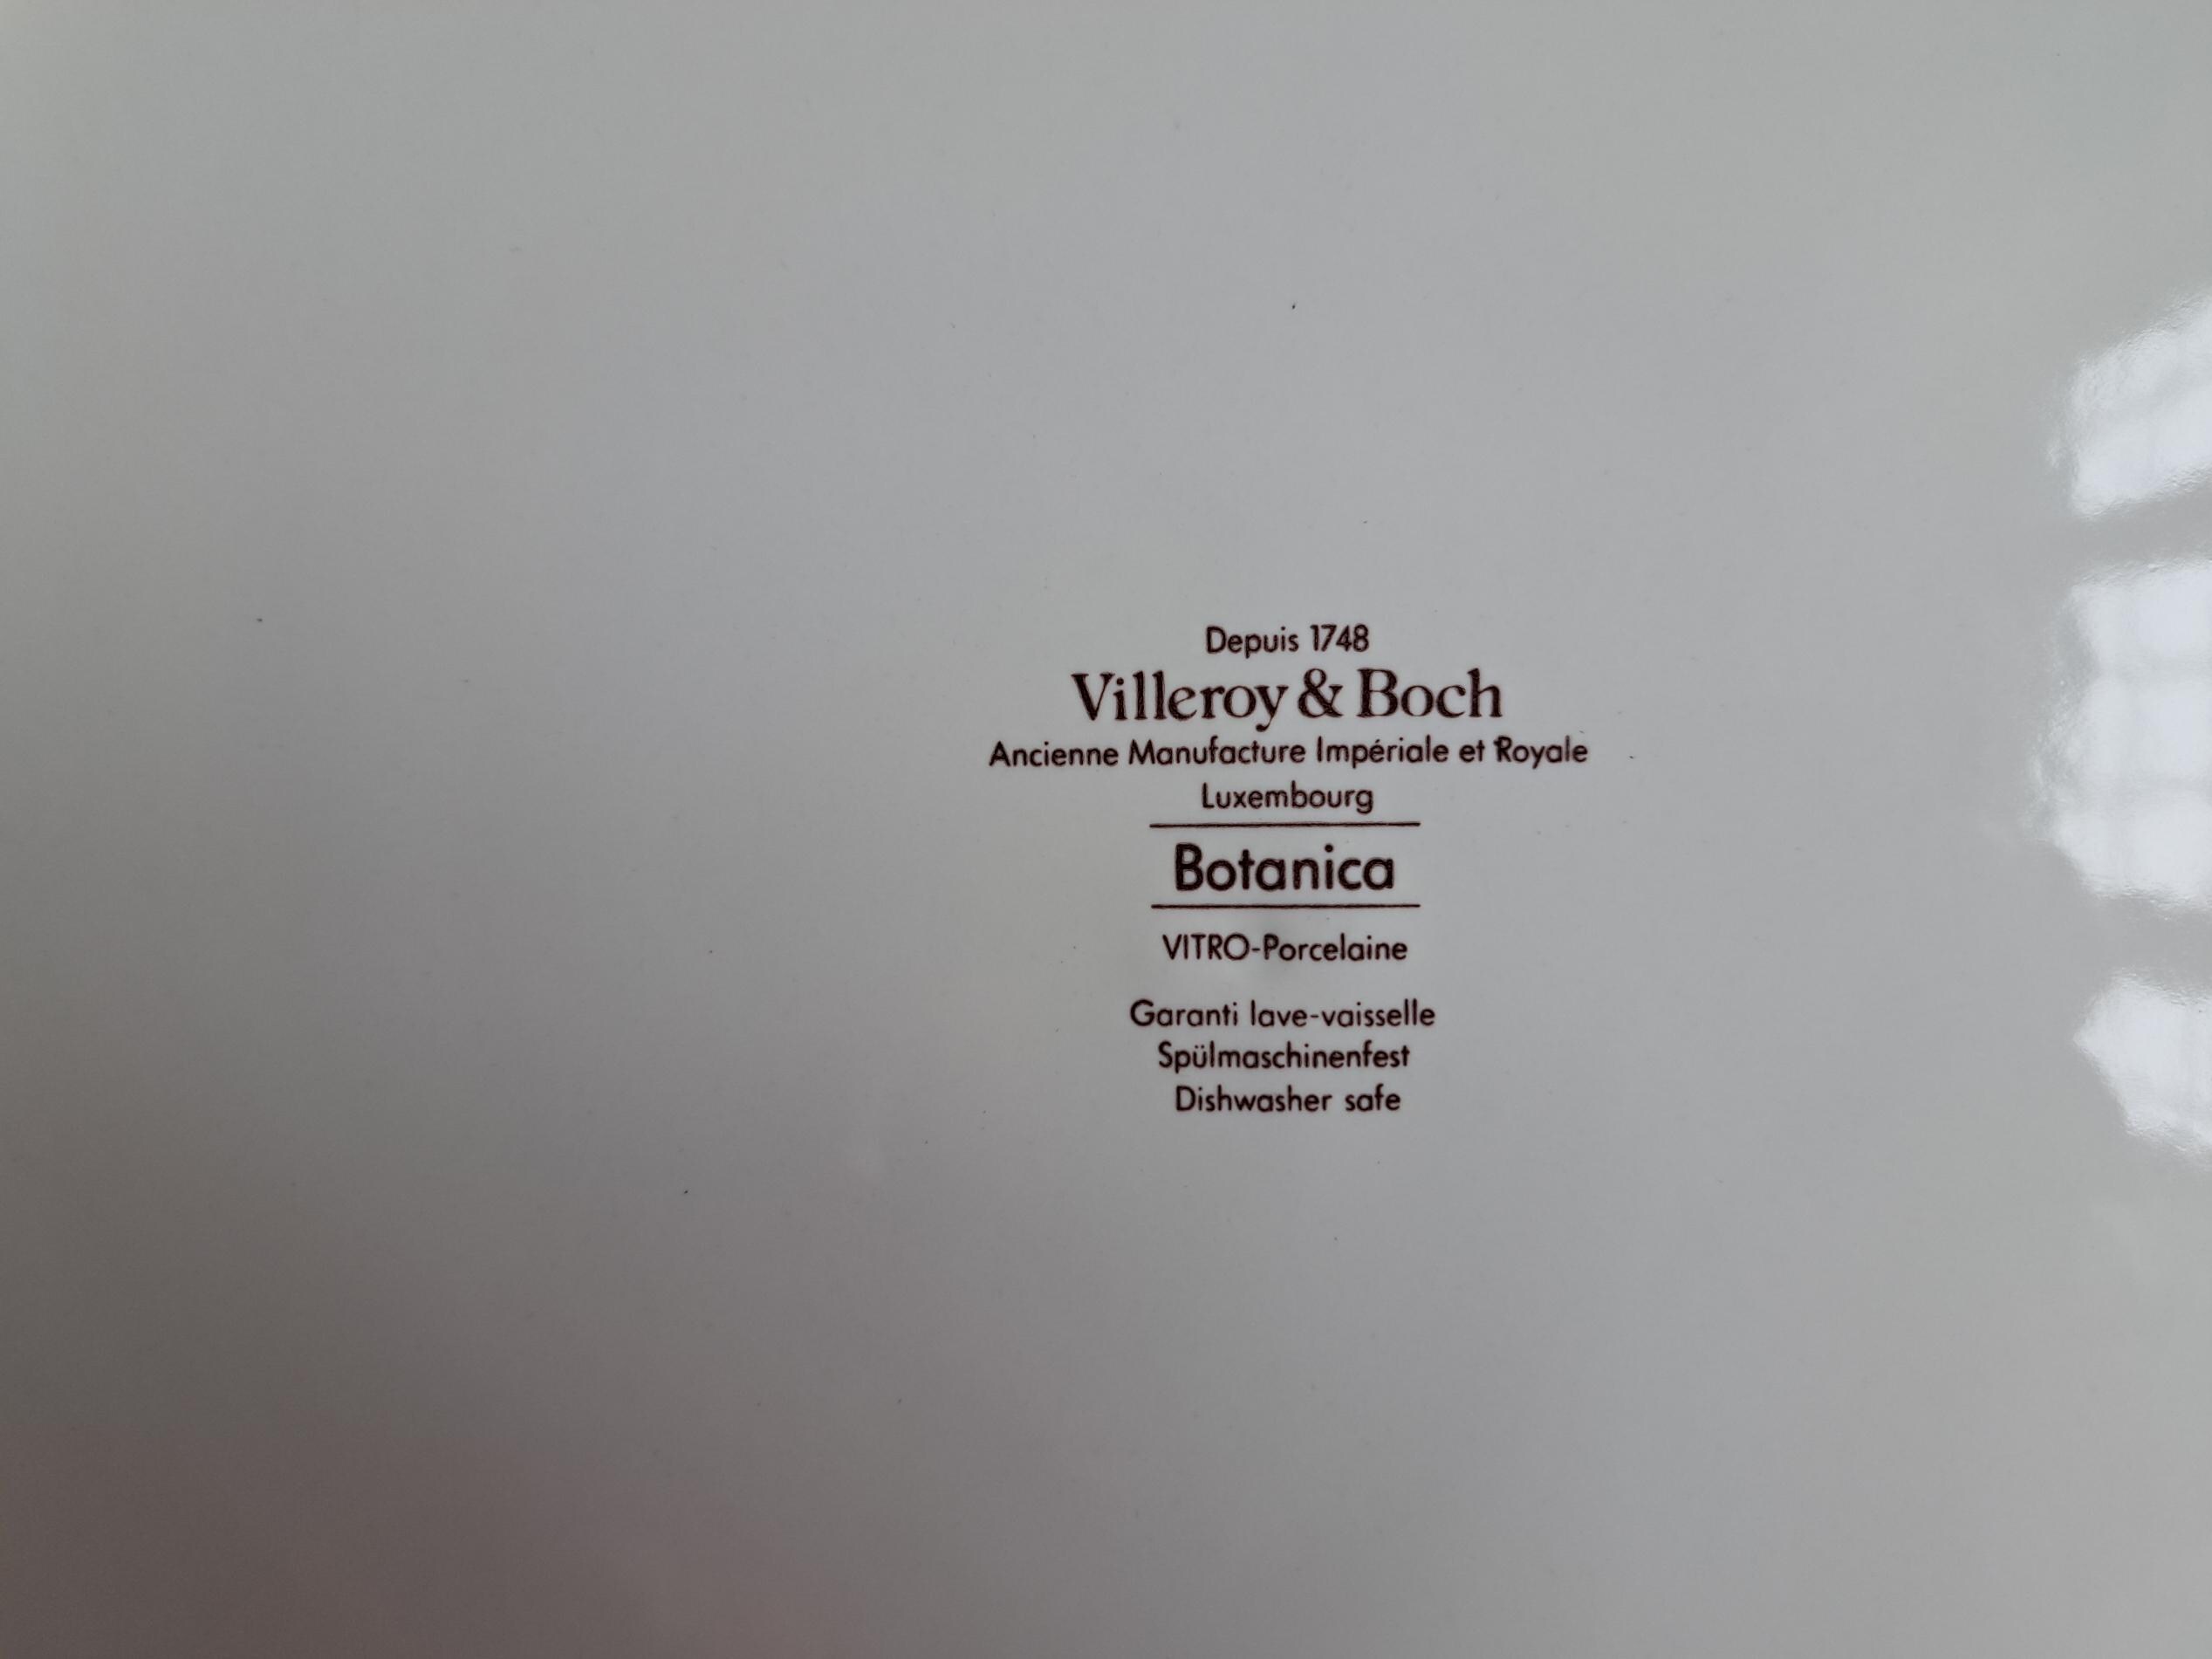 Depuis 1748
Villeroy & Boch
Ancienne Manufacture Impériale et Royale
Luxembourg
Botanica
VITRO-Porcelaine
Garanti lave-vaisselle
Spülmaschinenfest
Dishwasher safe